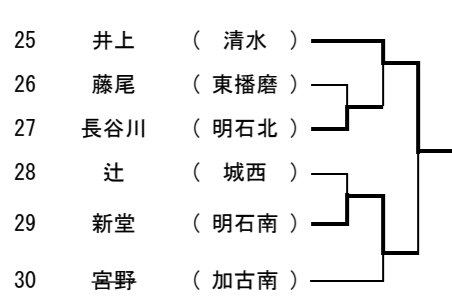 25 井上 ( 清水 )
26 藤尾 ( 東播磨 )
27 長谷川 ( 明石北 )
28 辻 ( 城西 )
29 新堂 ( 明石南 )
30 宮野 ( 加古南 )